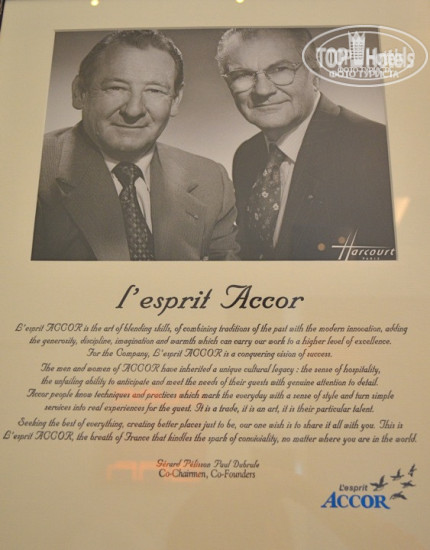 TOP Hotels
ФОТО ТУРИСТА
Harcourt
PARIS
l'esprit Accor
L'esprit ACCOR is the art of blending skills, of combining traditions of the past with the modern innovation, adding
the generosity, discipline, imagination and warmth which can carry our work to a higher level of excellence.
For the Company, L'esprit ACCOR is a conquering vision of success.
The men and women of ACCOR have inherited a unique cultural legacy : the sense of hospitality,
the unfailing ability to anticipate and meet the needs of their guests with genuine attention to detail.
Accor people know techniques and practices which mark the everyday with a sense of style and turn simple
services into real experiences for the guest. It is a trade, it is an art, it is their particular talent.
Seeking the best of everything, creating better places just to be, our one wish is to share it all with you. This is
L'esprit ACCOR, the breath of France that kindles the spark of conviviality, no matter where you are in the world.
Gérard Pélisson Paul Dubrule
Co-Chairmen, Co-Founders
L'esprit
ACCOR